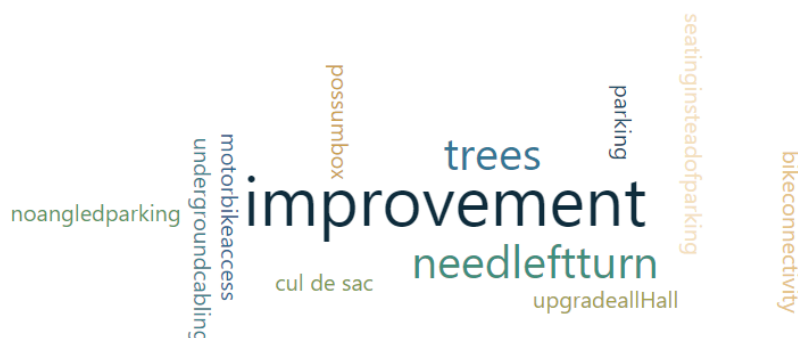 seatinginsteadofparking
possumbox
parking
motorbikeaccess
undergroundcabling
trees
bikeconnectivity
noangledparking
improvement
needleftturn
cul de sac
upgradeallHall